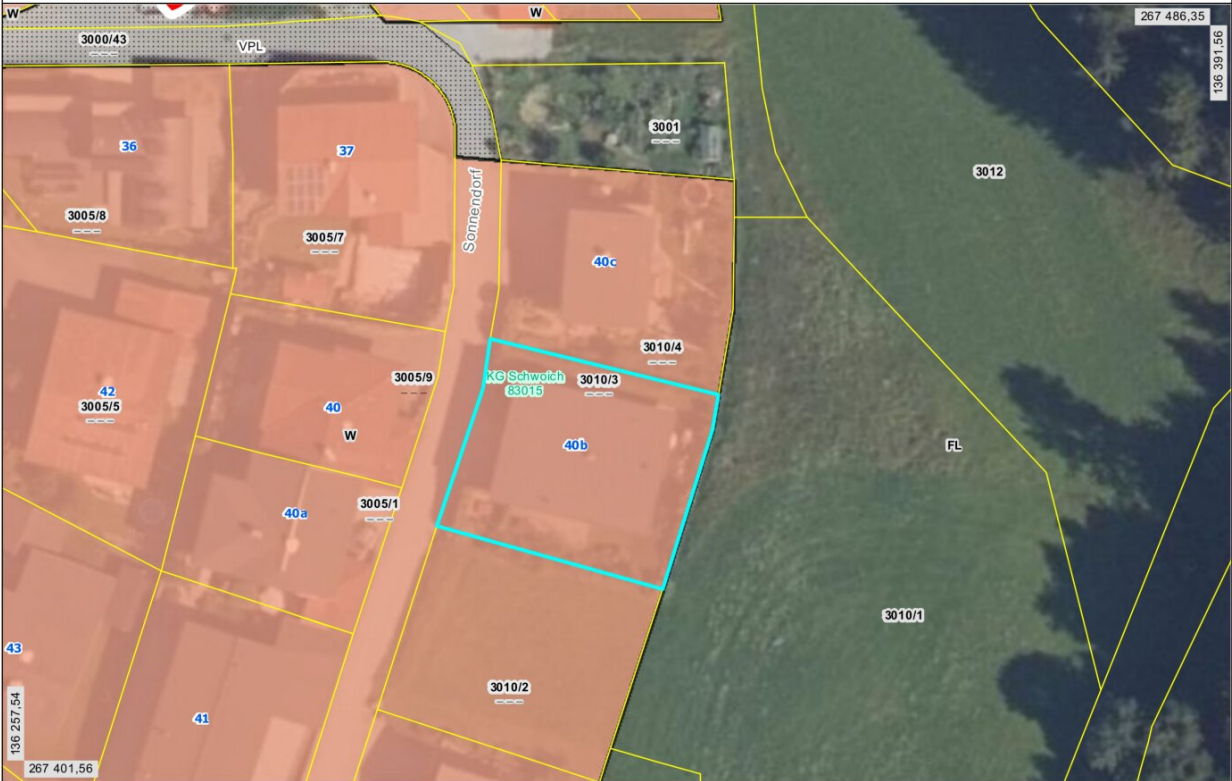 W
W
267 486,35
3000/43
VPL
136 391,56
3001
36
37
3012
Sonnendorf
3005/8
3005/7
40c
3010/4
KG Schwoich
83015
3010/3
3005/9
42
3005/5
40
W
40b
FL
3005/1
40a
3010/1
43
3010/2
41
136 257,54
267 401,56